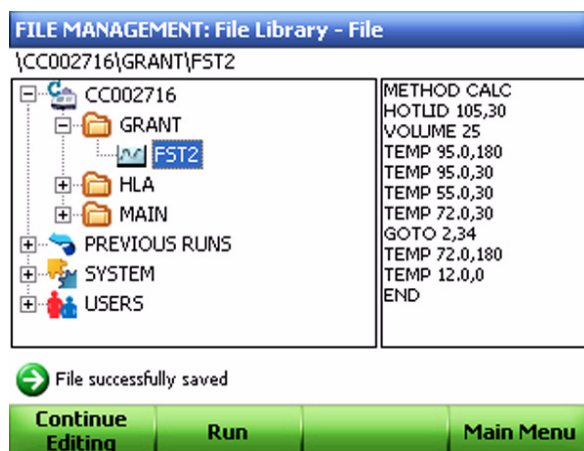 FILE MANAGEMENT: File Library - File
\CC002716\GRANT\FST2
CC002716
GRANT
FST2
HLA
MAIN
PREVIOUS RUNS
SYSTEM
USERS
METHOD CALC
HOTLID 105,30
VOLUME 25
TEMP 95.0,180
TEMP 95.0,30
TEMP 55.0,30
TEMP 72.0,30
GOTO 2,34
TEMP 72.0,180
TEMP 12.0,0
END
File successfully saved
Continue
Editing
Run
Main Menu